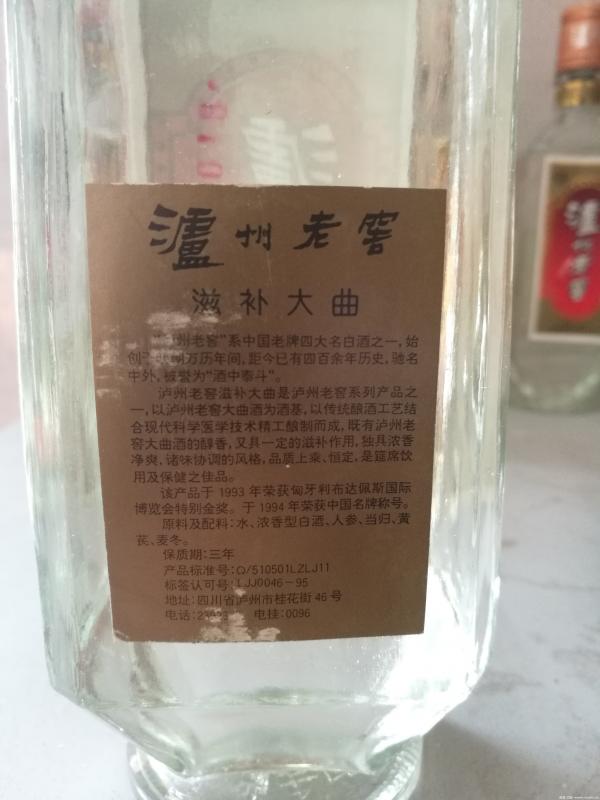 泸州老窖
滋补大曲
州老窖”系中国老牌四大名白酒之一，始
创 明万历年间，距今已有四百余年历史，驰名
中外，被誉为“酒中泰斗”。
泸州老窖滋补大曲是泸州老窖系列产品之
一，以泸州老窖大曲酒为酒基，以传统酿酒工艺结
合现代科学医学技术精工酿制而成，既有泸州老
窖大曲酒的醇香，又具一定的滋补作用，独具浓香
净爽，诸味协调的风格，品质上乘、恒定，是筵席饮
用及保健之佳品。
该产品于1993年荣获匈牙利布达佩斯国际
博览会特别金奖。于1994年荣获中国名牌称号。
原料及配料：水、浓香型白酒、人参、当归、黄
芪、麦冬。
保质期：三年
产品标准号：Q/510501LZLJ11
标签认可号：LJJ0046-95
地址：四川省泸州市桂花街46号
电话： 电挂：0096
泸州老窖